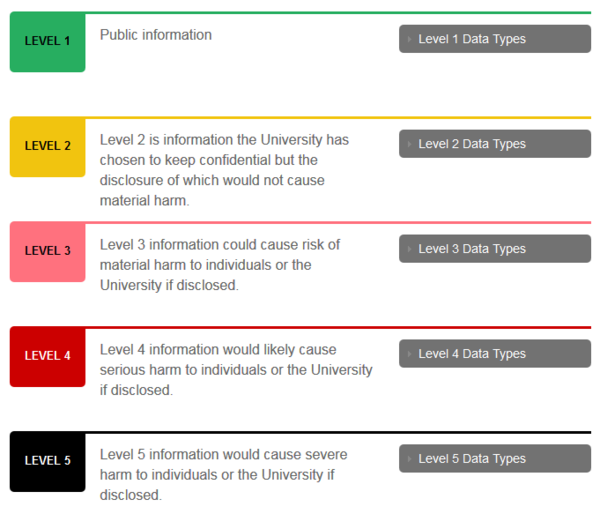 LEVEL 1
Public information
Level 1 Data Types
LEVEL 2
Level 2 is information the University has
chosen to keep confidential but the
disclosure of which would not cause
material harm.
Level 2 Data Types
LEVEL 3
Level 3 information could cause risk of
material harm to individuals or the
University if disclosed.
Level 3 Data Types
LEVEL 4
Level 4 information would likely cause
serious harm to individuals or the University
if disclosed.
Level 4 Data Types
LEVEL 5
Level 5 information would cause severe
harm to individuals or the University if
disclosed.
Level 5 Data Types